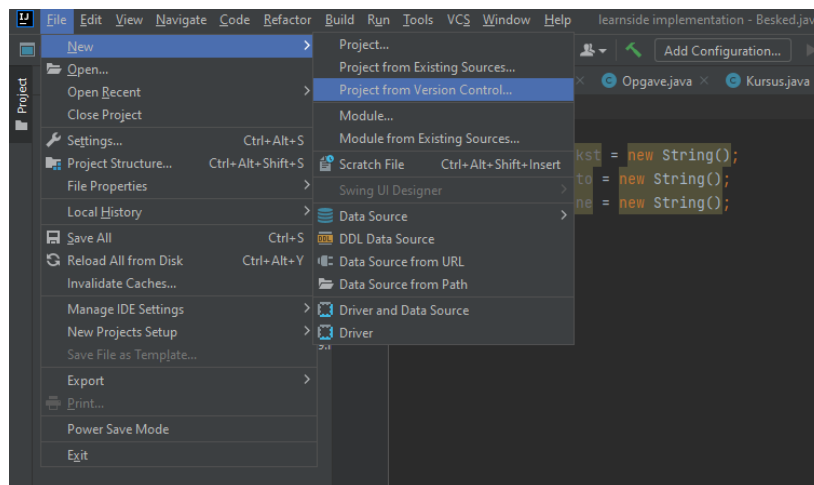 IJ File Edit View Navigate Code Refactor Build Run Tools VCS Window Help learnside implementation - Besked.jav
New
Open...
Open Recent
Close Project
Settings... Ctrl+Alt+S
Project Structure... Ctrl+Alt+Shift+S
File Properties
Local History
Save All Ctrl+S
Reload All from Disk Ctrl+Alt+Y
Invalidate Caches...
Manage IDE Settings
New Projects Setup
Save File as Template...
Export
Print...
Power Save Mode
Exit
Project...
Project from Existing Sources...
Project from Version Control...
Module...
Module from Existing Sources...
Scratch File Ctrl+Alt+Shift+Insert
Swing UI Designer
Data Source
DDL DDL Data Source
Data Source from URL
Data Source from Path
Driver and Data Source
Driver
Add Configuration...
C Opgave.java C Kursus.java
Project
kst = new String();
to = new String();
ne = new String();